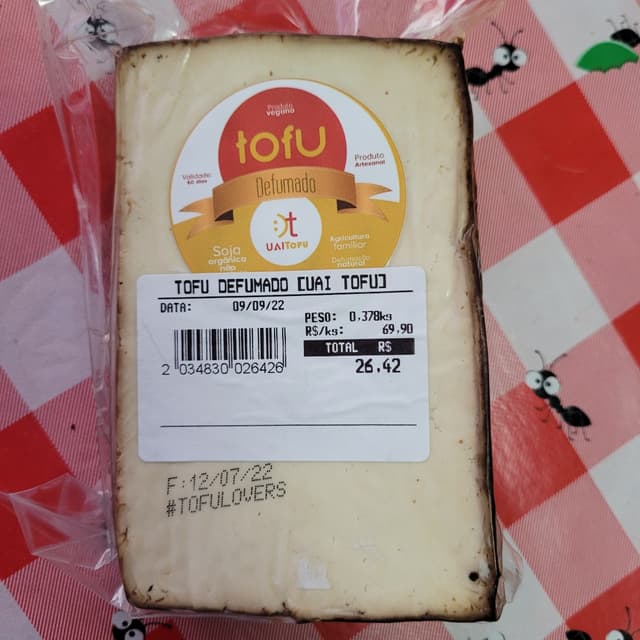 Produto
vegano
tofu
Validade:
60 dias
Produto
Artesanal
Defumado
:t
UAITOFU
Soja
orgânica
não
Agricultura
familiar
Defumação
natural
TOFU DEFUMADO [UAI TOFU]
DATA: 09/09/22
PESO: 0,378kg
R$/kg: 69,90
TOTAL R$
26,42
2 034830 026426
F:12/07/22
#TOFULOVERS